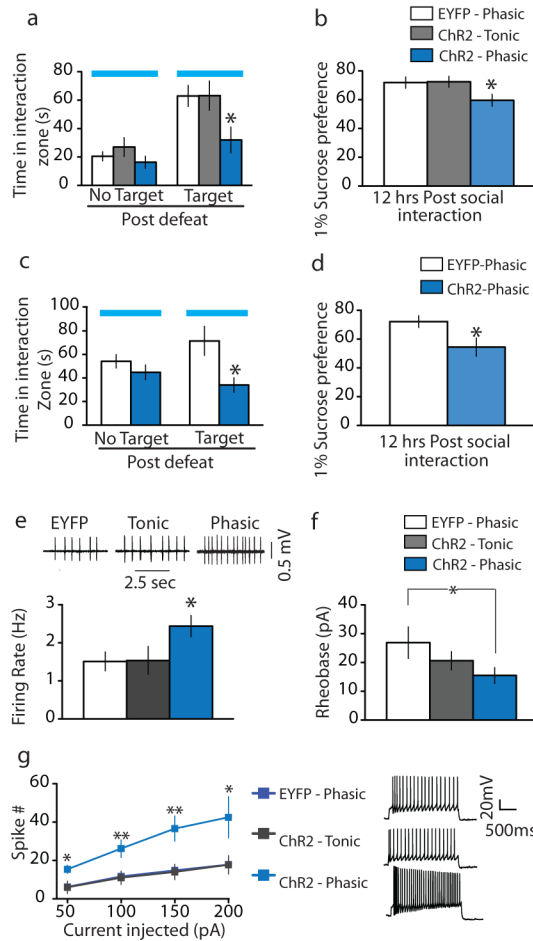 a
EYFP - Phasic
ChR2 - Tonic
ChR2 - Phasic
Time in interaction
zone (s)
80
60
40
20
0
*
No Target
Target
Post defeat
b
1% Sucrose preference
80
60
40
20
0
*
12 hrs Post social
interaction
c
Time in interaction
Zone (s)
100
80
60
40
20
0
*
No Target
Target
Post defeat
d
EYFP-Phasic
ChR2-Phasic
1% Sucrose preference
80
60
40
20
0
*
12 hrs Post social
interaction
e
EYFP
Tonic
Phasic
0.5 mV
2.5 sec
Firing Rate (Hz)
3
2
1
0
*
f
EYFP - Phasic
ChR2 - Tonic
ChR2 - Phasic
*
Rheobase (pA)
40
30
20
10
0
g
Spike #
60
40
20
0
*
**
**
*
50
100
150
200
Current injected (pA)
EYFP - Phasic
ChR2 - Tonic
ChR2 - Phasic
20mV
500ms